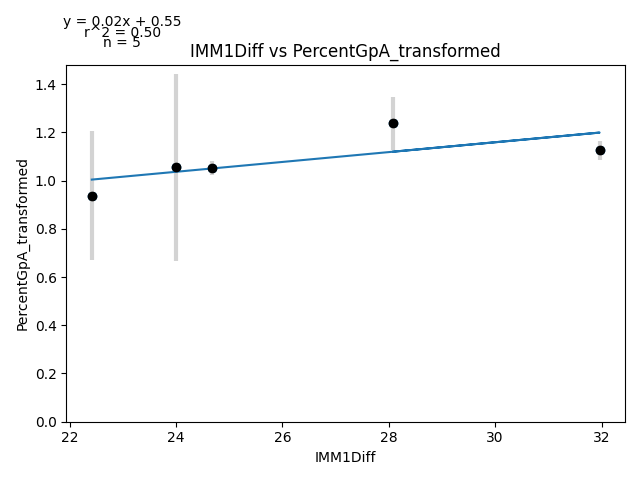 y = 0.02x + 0.55
r^2 = 0.50
n = 5
IMM1Diff vs PercentGpA_transformed
1.4
1.2
1.0
0.8
0.6
0.4
0.2
0.0
PercentGpA_transformed
22 24 26 28 30 32
IMM1Diff